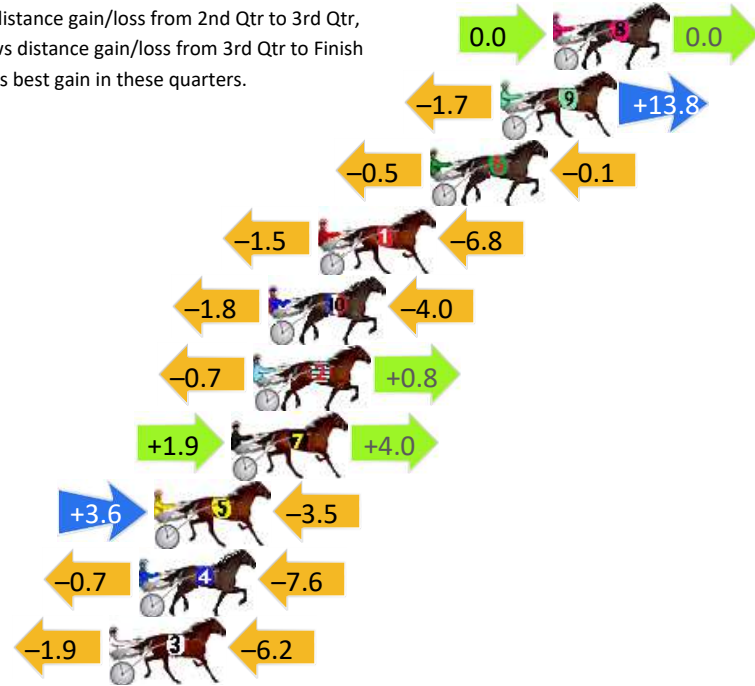 distance gain/loss from 2nd Qtr to 3rd Qtr,
vs distance gain/loss from 3rd Qtr to Finish
s best gain in these quarters.
0.0 8 0.0
–1.7 9 +13.8
–0.5 6 –0.1
–1.5 1 –6.8
–1.8 10 –4.0
–0.7 2 +0.8
+1.9 7 +4.0
+3.6 5 –3.5
–0.7 4 –7.6
–1.9 3 –6.2